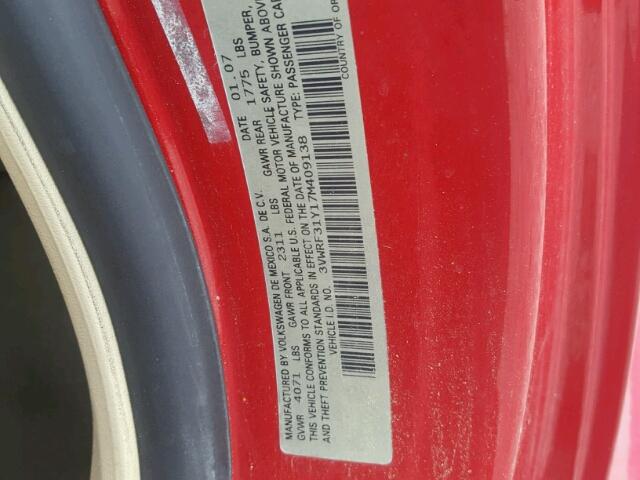 MANUFACTURED BY VOLKSWAGEN DE MEXICO S.A. DE C.V. DATE 01.07
GVWR 4071 LBS GAWR FRONT 2311 LBS GAWR REAR 1775 LBS
THIS VEHICLE CONFORMS TO ALL APPLICABLE U.S. FEDERAL MOTOR VEHICLE SAFETY, BUMPER,
AND THEFT PREVENTION STANDARDS IN EFFECT ON THE DATE OF MANUFACTURE SHOWN ABOVE
VEHICLE I.D. NO. 3VWRF31Y17M409138 TYPE: PASSENGER CAR
COUNTRY OF OR